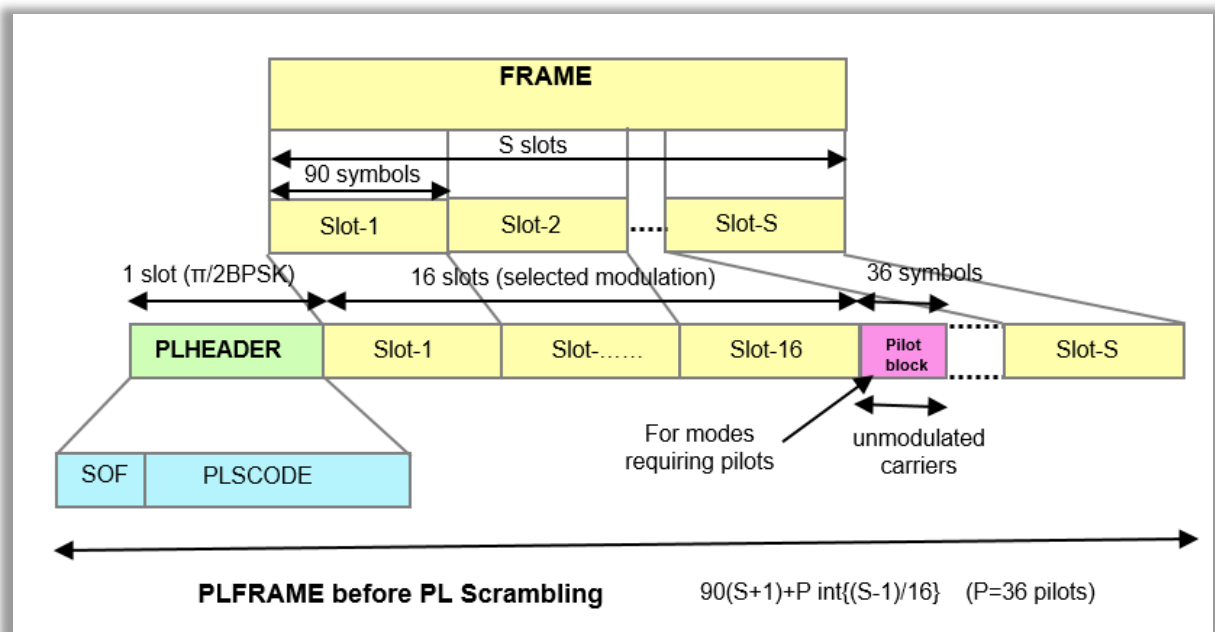 FRAME
S slots
90 symbols
Slot-1
Slot-2
Slot-S
1 slot (π/2BPSK)
16 slots (selected modulation)
36 symbols
PLHEADER
Slot-1
Slot-......
Slot-16
Pilot
block
Slot-S
For modes
requiring pilots
unmodulated
carriers
SOF
PLSCODE
PLFRAME before PL Scrambling
90(S+1)+P int{(S-1)/16} (P=36 pilots)